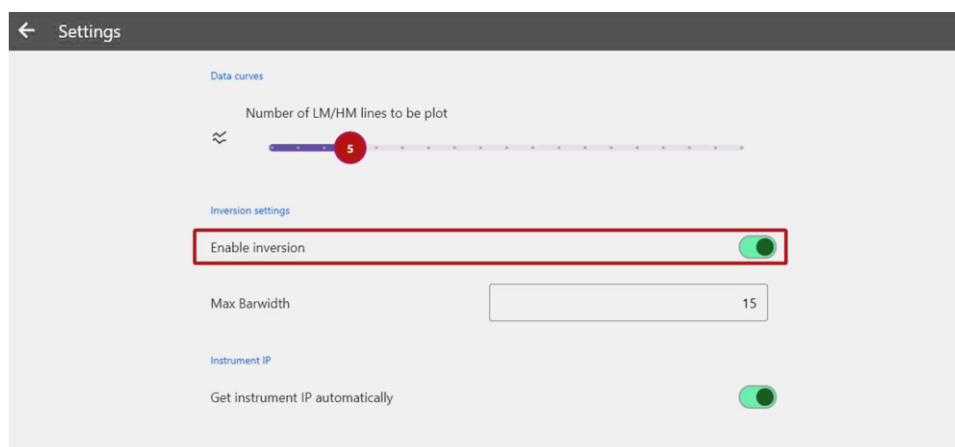 Settings
Data curves
Number of LM/HM lines to be plot
5
Inversion settings
Enable inversion
Max Barwidth
15
Instrument IP
Get instrument IP automatically